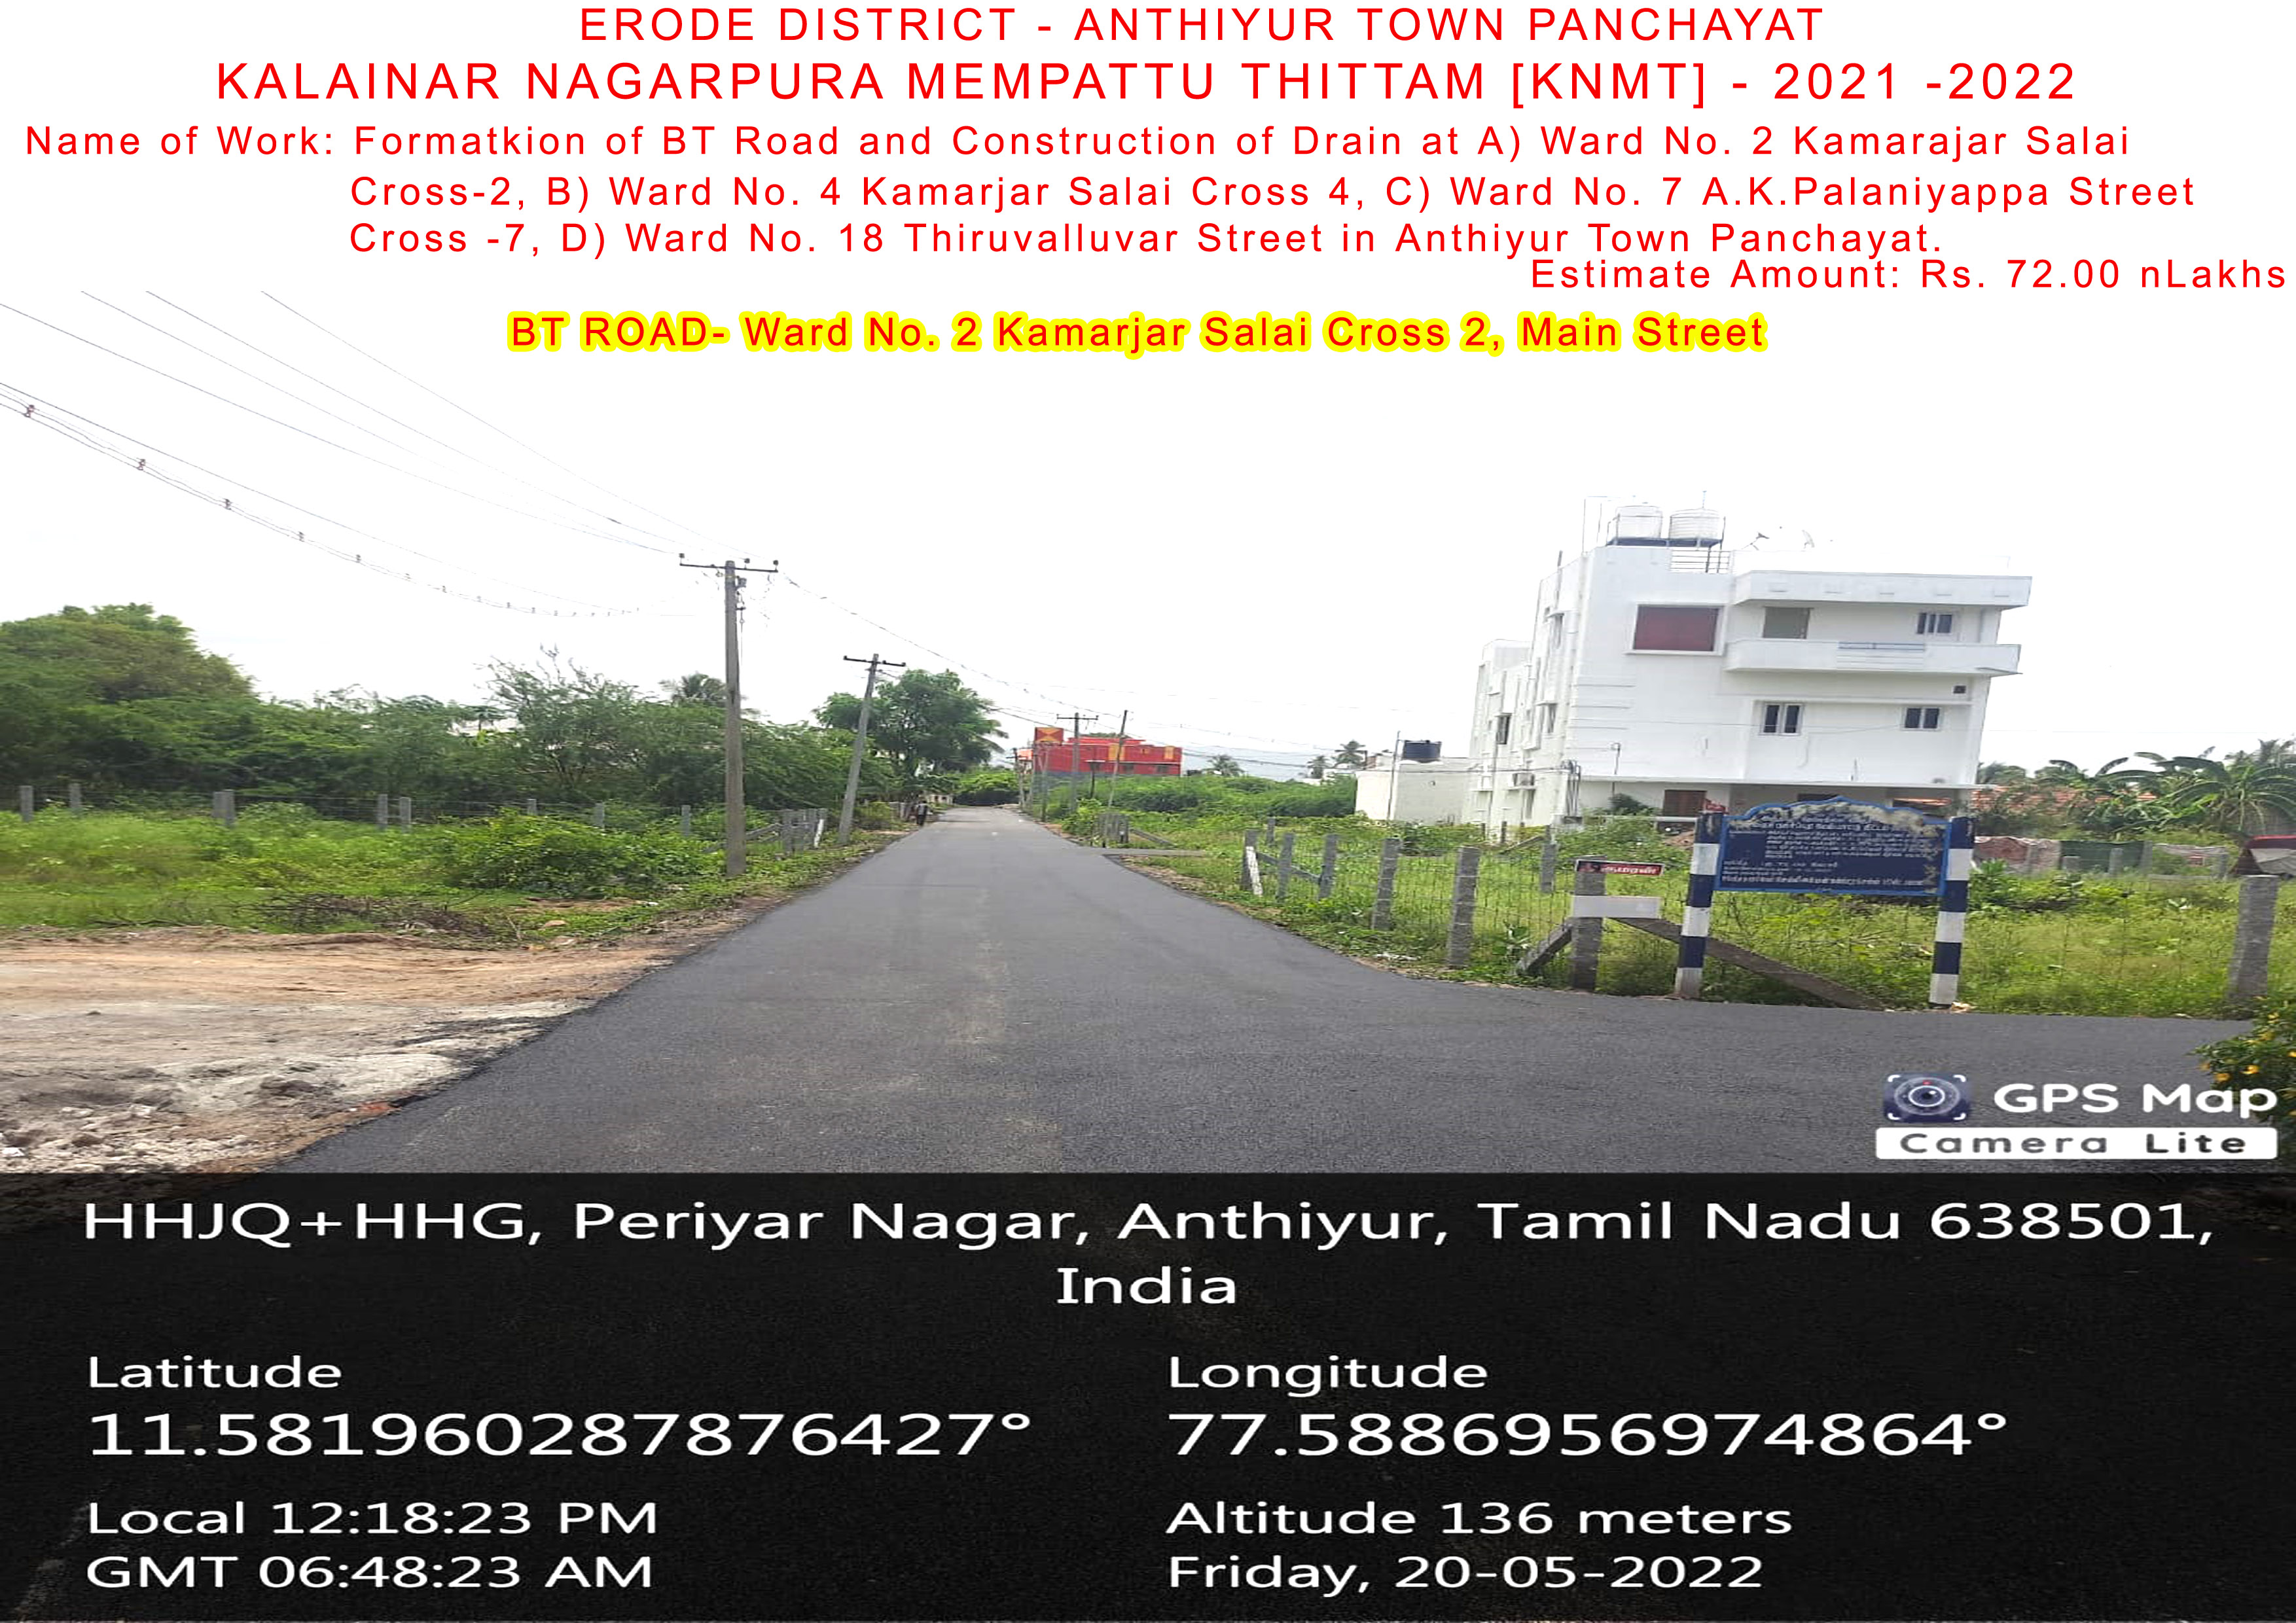 ERODE DISTRICT - ANTHIYUR TOWN PANCHAYAT
KALAINAR NAGARPURA MEMPATTU THITTAM [KNMT] - 2021 -2022
Name of Work: Formatkion of BT Road and Construction of Drain at A) Ward No. 2 Kamarajar Salai
Cross-2, B) Ward No. 4 Kamarjar Salai Cross 4, C) Ward No. 7 A.K.Palaniyappa Street
Cross -7, D) Ward No. 18 Thiruvalluvar Street in Anthiyur Town Panchayat.
Estimate Amount: Rs. 72.00 nLakhs
BT ROAD- Ward No. 2 Kamarjar Salai Cross 2, Main Street
GPS Map
Camera Lite
HHJQ+HHG, Periyar Nagar, Anthiyur, Tamil Nadu 638501,
India
Latitude
11.581960287876427°
Longitude
77.5886956974864°
Local 12:18:23 PM
GMT 06:48:23 AM
Altitude 136 meters
Friday, 20-05-2022